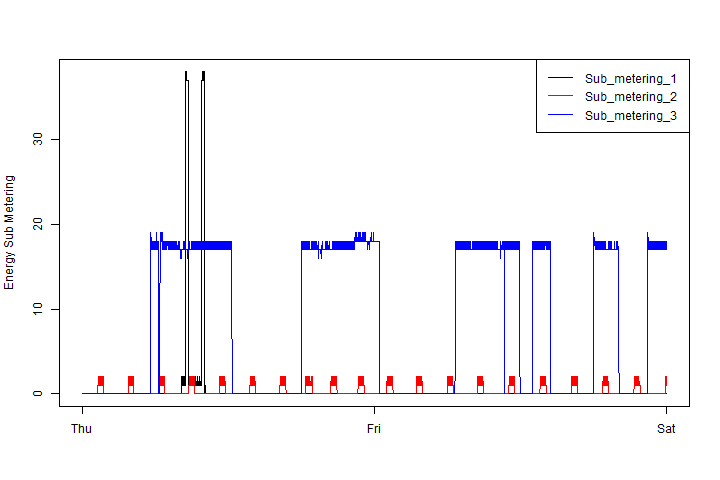 Sub_metering_1
Sub_metering_2
Sub_metering_3
Energy Sub Metering
30
20
10
0
Thu Fri Sat